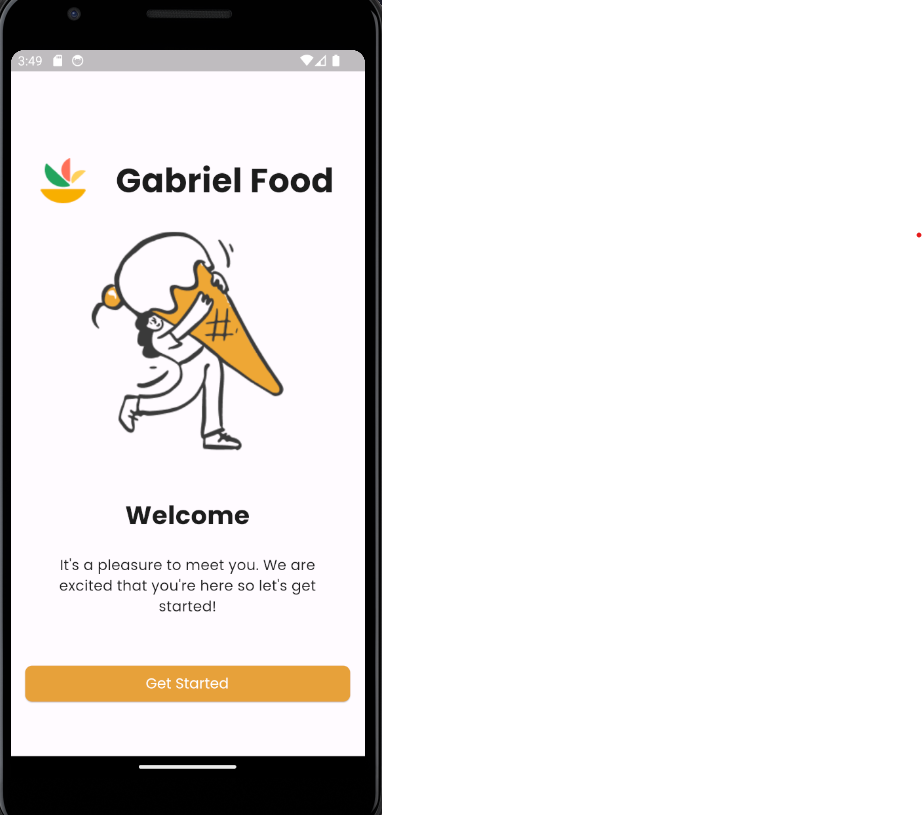 3:49
Gabriel Food
#
Welcome
It's a pleasure to meet you. We are
excited that you're here so let's get
started!
Get Started